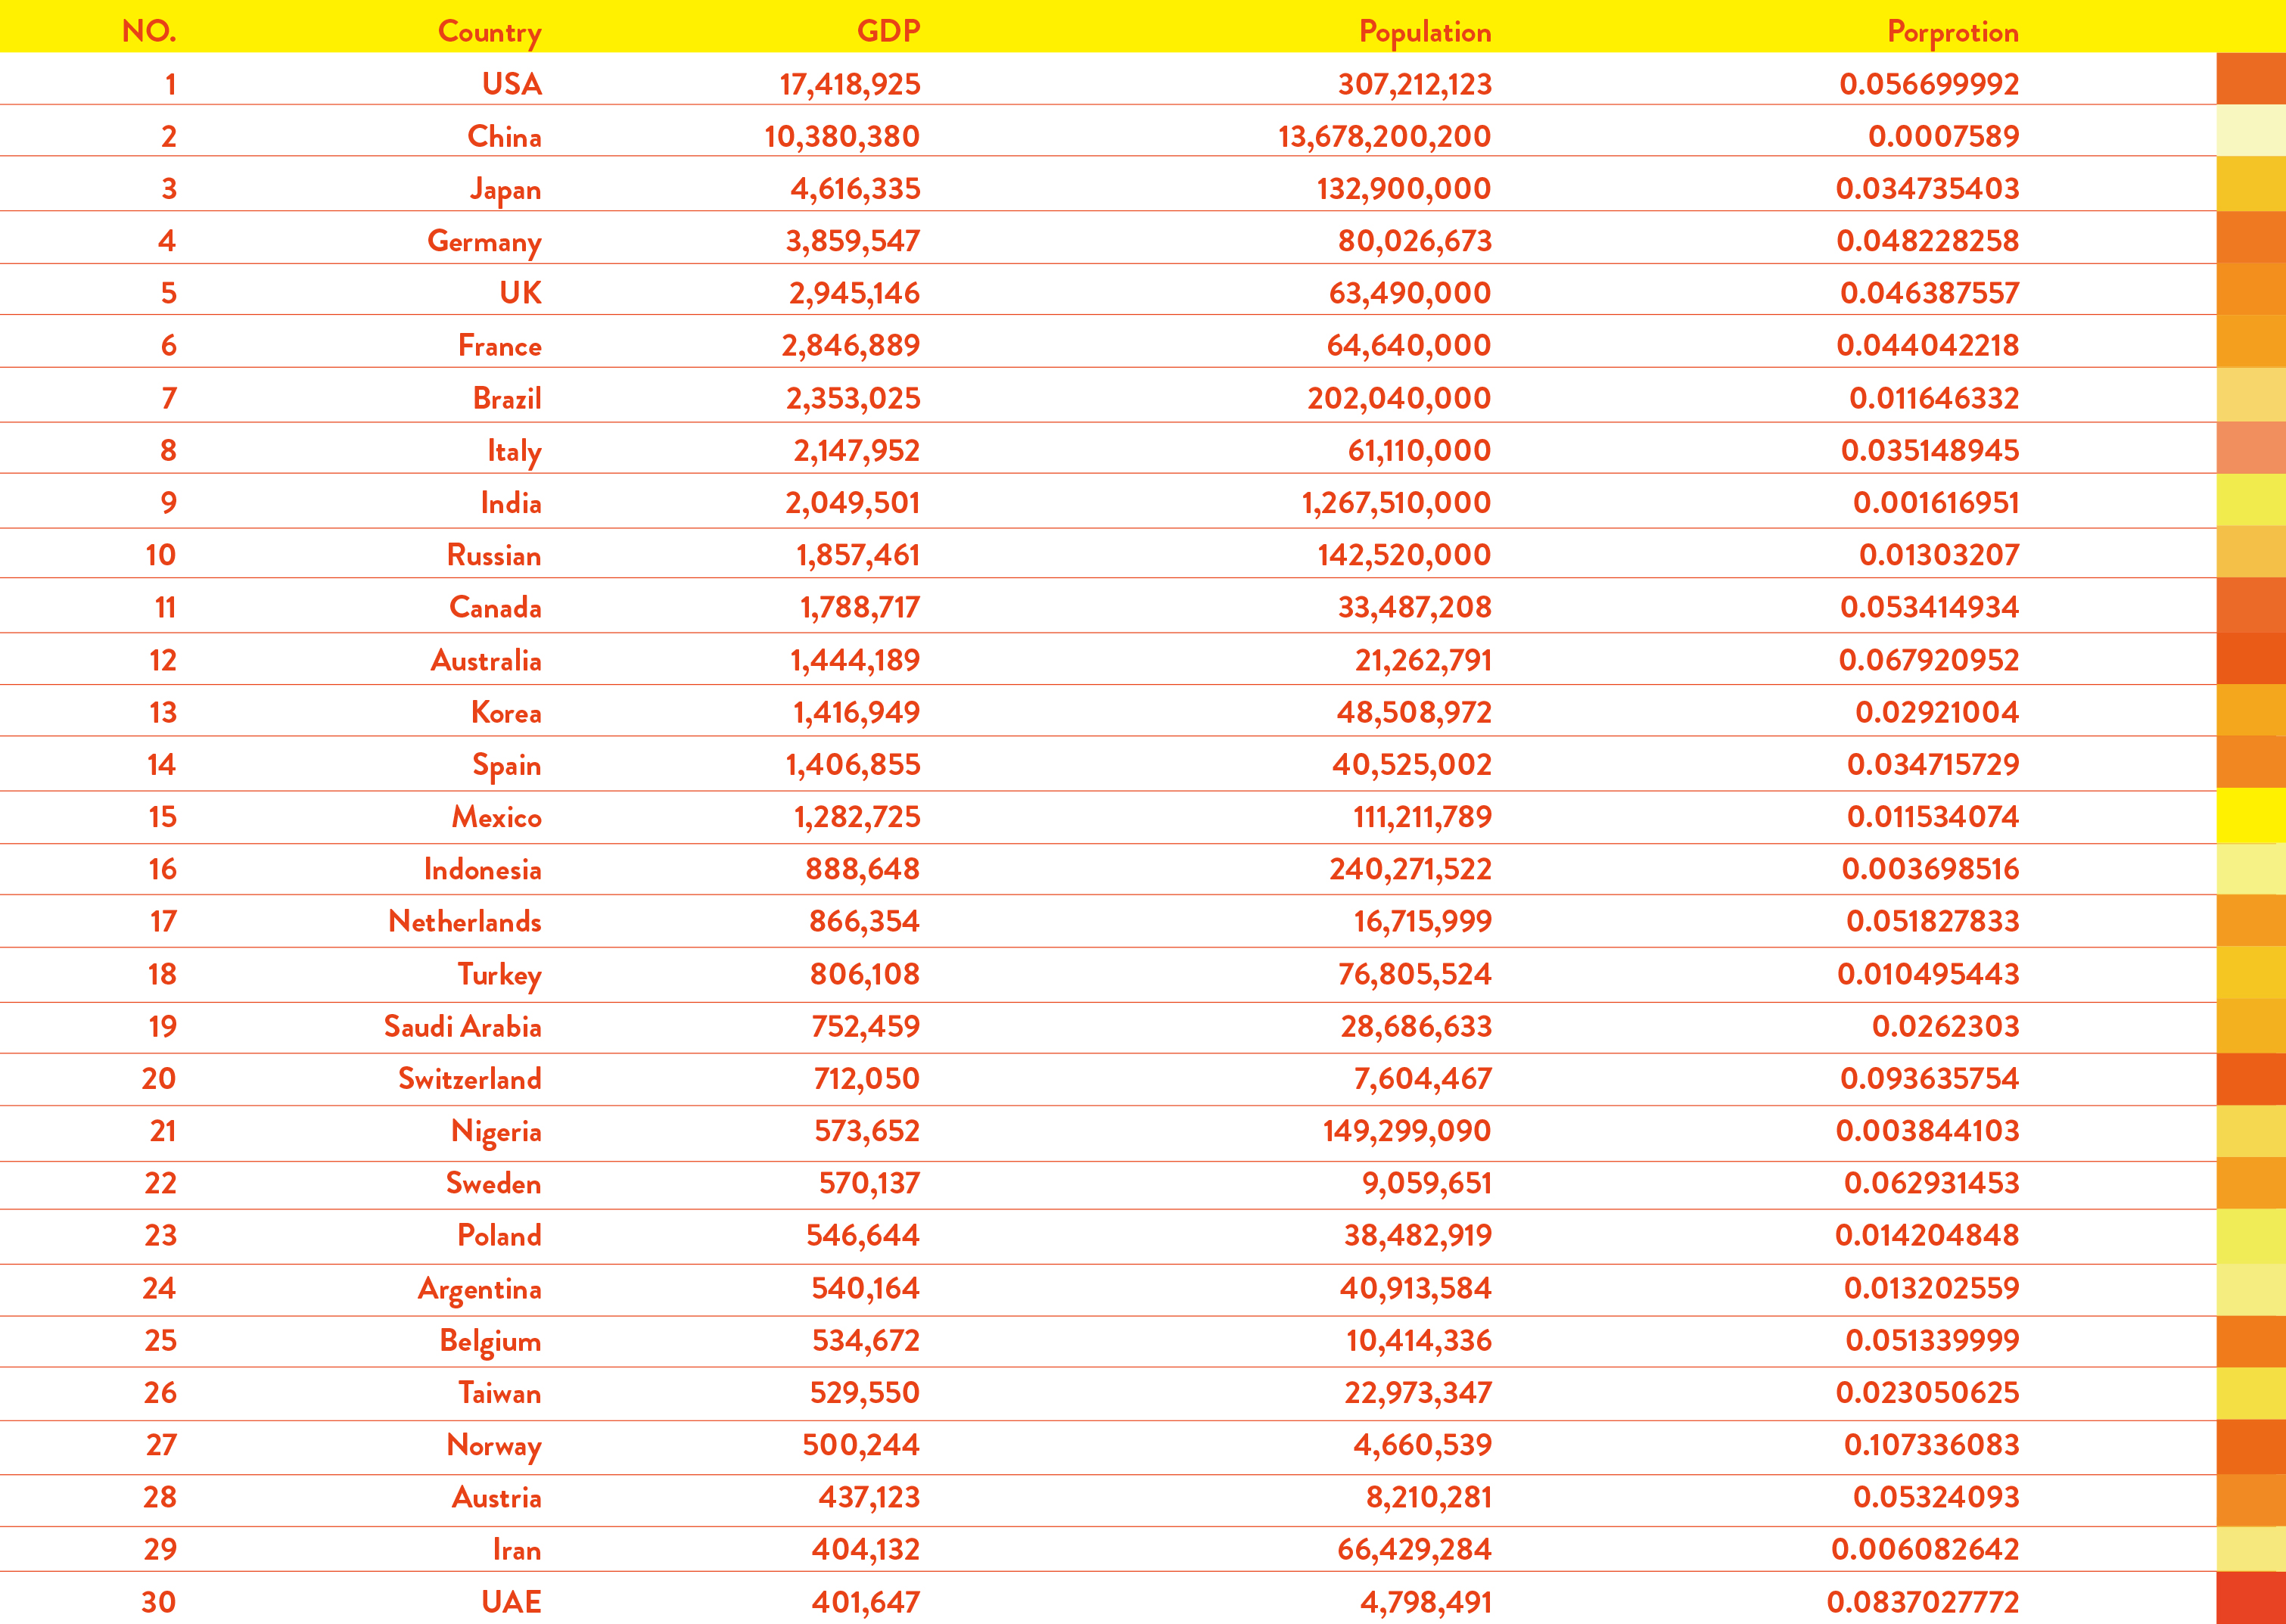 NO. Country GDP Population Porprotion
1 USA 17,418,925 307,212,123 0.056699992
2 China 10,380,380 13,678,200,200 0.0007589
3 Japan 4,616,335 132,900,000 0.034735403
4 Germany 3,859,547 80,026,673 0.048228258
5 UK 2,945,146 63,490,000 0.046387557
6 France 2,846,889 64,640,000 0.044042218
7 Brazil 2,353,025 202,040,000 0.011646332
8 Italy 2,147,952 61,110,000 0.035148945
9 India 2,049,501 1,267,510,000 0.001616951
10 Russian 1,857,461 142,520,000 0.01303207
11 Canada 1,788,717 33,487,208 0.053414934
12 Australia 1,444,189 21,262,791 0.067920952
13 Korea 1,416,949 48,508,972 0.02921004
14 Spain 1,406,855 40,525,002 0.034715729
15 Mexico 1,282,725 111,211,789 0.011534074
16 Indonesia 888,648 240,271,522 0.003698516
17 Netherlands 866,354 16,715,999 0.051827833
18 Turkey 806,108 76,805,524 0.010495443
19 Saudi Arabia 752,459 28,686,633 0.0262303
20 Switzerland 712,050 7,604,467 0.093635754
21 Nigeria 573,652 149,299,090 0.003844103
22 Sweden 570,137 9,059,651 0.062931453
23 Poland 546,644 38,482,919 0.014204848
24 Argentina 540,164 40,913,584 0.013202559
25 Belgium 534,672 10,414,336 0.051339999
26 Taiwan 529,550 22,973,347 0.023050625
27 Norway 500,244 4,660,539 0.107336083
28 Austria 437,123 8,210,281 0.05324093
29 Iran 404,132 66,429,284 0.006082642
30 UAE 401,647 4,798,491 0.0837027772